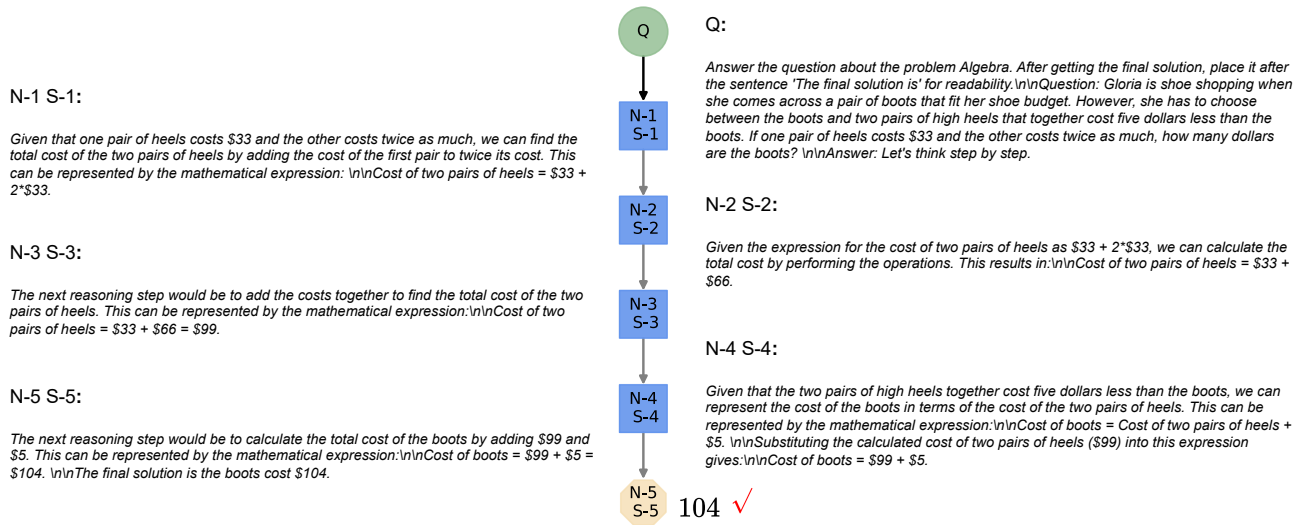 Q
Q:
Answer the question about the problem Algebra. After getting the final solution, place it after
the sentence 'The final solution is' for readability.\n\nQuestion: Gloria is shoe shopping when
she comes across a pair of boots that fit her shoe budget. However, she has to choose
between the boots and two pairs of high heels that together cost five dollars less than the
boots. If one pair of heels costs $33 and the other costs twice as much, how many dollars
are the boots? \n\nAnswer: Let's think step by step.
N-1 S-1:
Given that one pair of heels costs $33 and the other costs twice as much, we can find the
total cost of the two pairs of heels by adding the cost of the first pair to twice its cost. This
can be represented by the mathematical expression: \n\nCost of two pairs of heels = $33 +
2*$33.
N-1
S-1
N-2 S-2:
Given the expression for the cost of two pairs of heels as $33 + 2*$33, we can calculate the
total cost by performing the operations. This results in:\n\nCost of two pairs of heels = $33 +
$66.
N-2
S-2
N-3 S-3:
The next reasoning step would be to add the costs together to find the total cost of the two
pairs of heels. This can be represented by the mathematical expression:\n\nCost of two
pairs of heels = $33 + $66 = $99.
N-3
S-3
N-4 S-4:
Given that the two pairs of high heels together cost five dollars less than the boots, we can
represent the cost of the boots in terms of the cost of the two pairs of heels. This can be
represented by the mathematical expression:\n\nCost of boots = Cost of two pairs of heels +
$5. \n\nSubstituting the calculated cost of two pairs of heels ($99) into this expression
gives:\n\nCost of boots = $99 + $5.
N-4
S-4
N-5 S-5:
The next reasoning step would be to calculate the total cost of the boots by adding $99 and
$5. This can be represented by the mathematical expression:\n\nCost of boots = $99 + $5 =
$104. \n\nThe final solution is the boots cost $104.
N-5
S-5
104 √